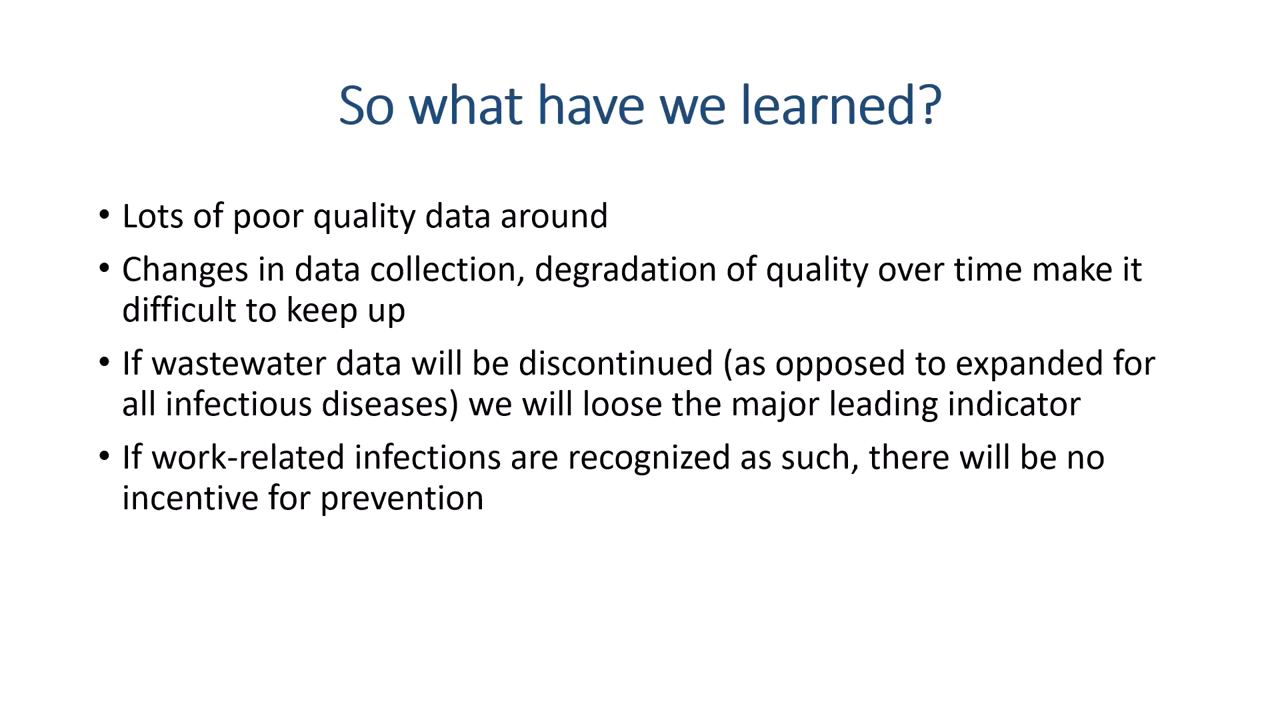 So what have we learned?
• Lots of poor quality data around
• Changes in data collection, degradation of quality over time make it
difficult to keep up
• If wastewater data will be discontinued (as opposed to expanded for
all infectious diseases) we will loose the major leading indicator
• If work-related infections are recognized as such, there will be no
incentive for prevention